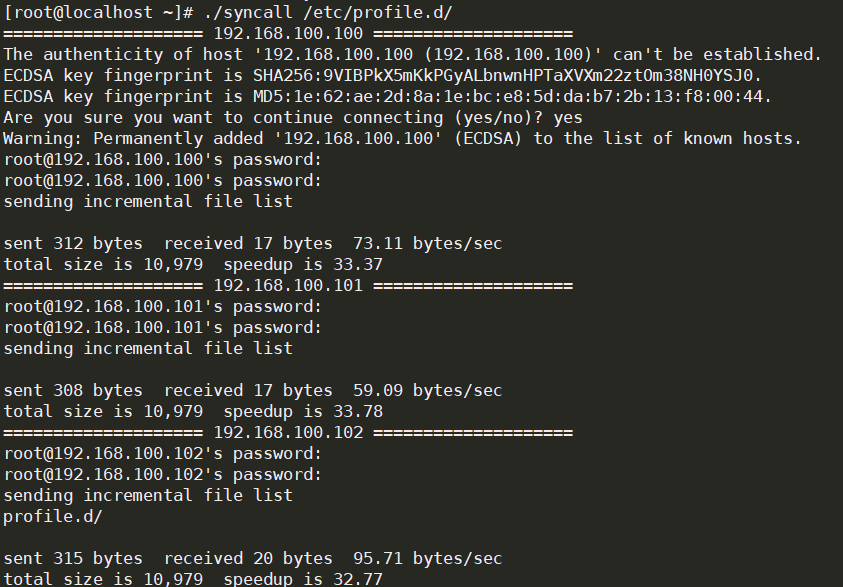 [root@localhost ~]# ./syncall /etc/profile.d/
==================== 192.168.100.100 ====================
The authenticity of host '192.168.100.100 (192.168.100.100)' can't be established.
ECDSA key fingerprint is SHA256:9VIBPkX5mKkPGyALbnwnHPTaXVXm22ztOm38NH0YSJ0.
ECDSA key fingerprint is MD5:1e:62:ae:2d:8a:1e:bc:e8:5d:da:b7:2b:13:f8:00:44.
Are you sure you want to continue connecting (yes/no)? yes
Warning: Permanently added '192.168.100.100' (ECDSA) to the list of known hosts.
root@192.168.100.100's password:
root@192.168.100.100's password:
sending incremental file list

sent 312 bytes  received 17 bytes  73.11 bytes/sec
total size is 10,979  speedup is 33.37
==================== 192.168.100.101 ====================
root@192.168.100.101's password:
root@192.168.100.101's password:
sending incremental file list

sent 308 bytes  received 17 bytes  59.09 bytes/sec
total size is 10,979  speedup is 33.78
==================== 192.168.100.102 ====================
root@192.168.100.102's password:
root@192.168.100.102's password:
sending incremental file list
profile.d/

sent 315 bytes  received 20 bytes  95.71 bytes/sec
total size is 10,979  speedup is 32.77